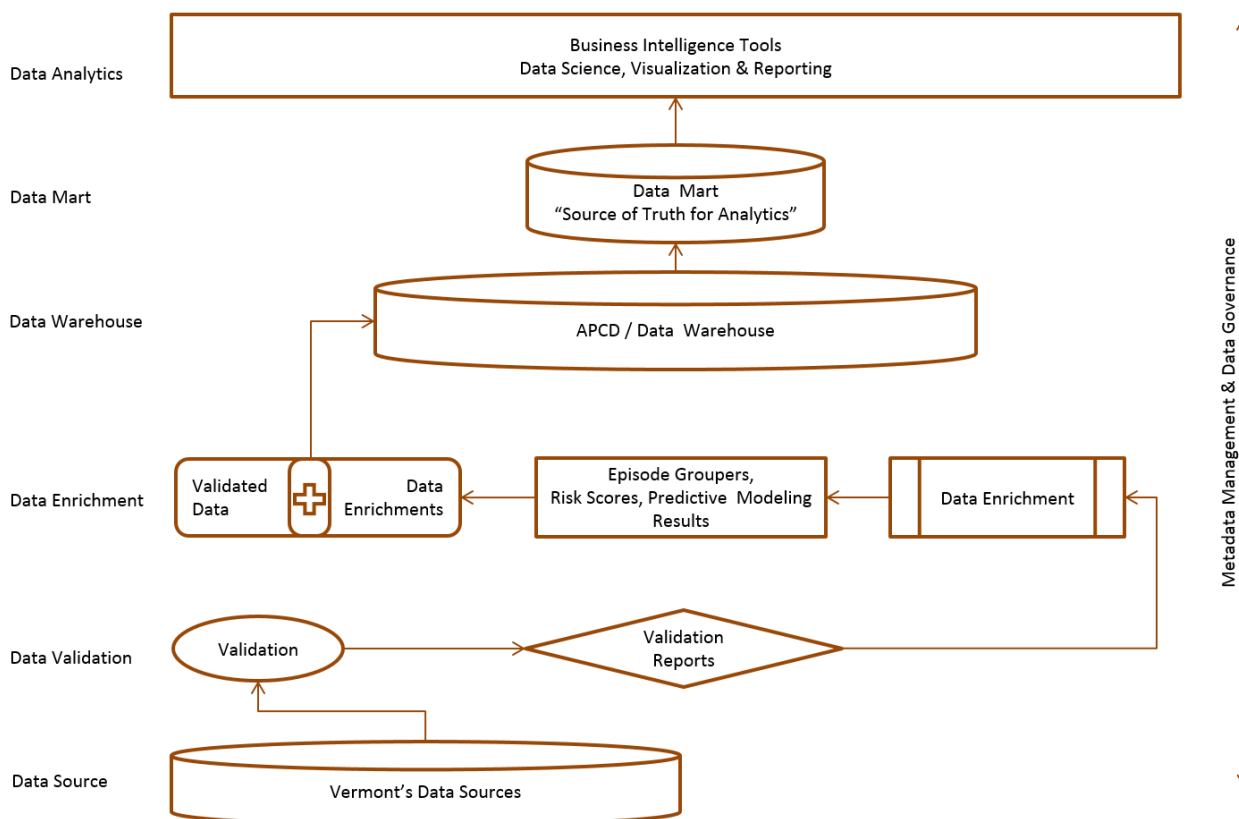 Data Analytics
Business Intelligence Tools
Data Science, Visualization & Reporting
Data Mart
Data Mart
“Source of Truth for Analytics”
Data Warehouse
APCD / Data Warehouse
Data Enrichment
Validated
Data
Data
Enrichments
Episode Groupers,
Risk Scores, Predictive Modeling
Results
Data Enrichment
Data Validation
Validation
Validation
Reports
Data Source
Vermont’s Data Sources
Metadata Management & Data Governance